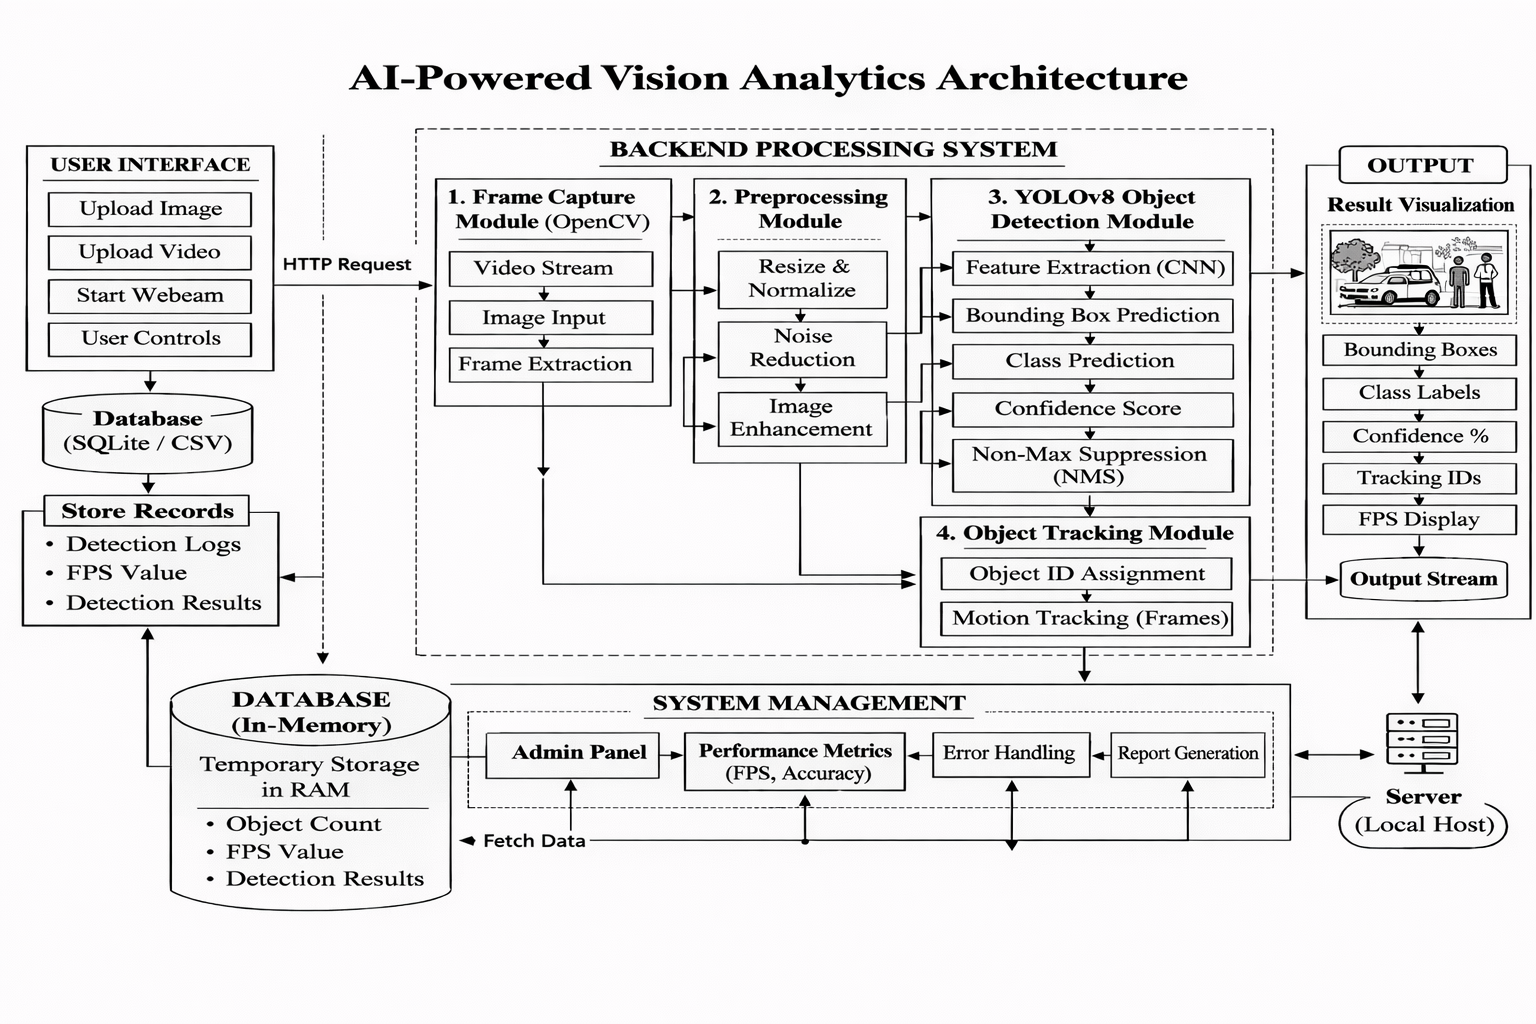 AI-Powered Vision Analytics Architecture
USER INTERFACE
Upload Image
Upload Video
Start Webeam
User Controls
HTTP Request
Database
(SQLite / CSV)
Store Records
• Detection Logs
• FPS Value
• Detection Results
BACKEND PROCESSING SYSTEM
1. Frame Capture
Module (OpenCV)
Video Stream
Image Input
Frame Extraction
2. Preprocessing
Module
Resize &
Normalize
Noise
Reduction
Image
Enhancement
3. YOLOv8 Object
Detection Module
Feature Extraction (CNN)
Bounding Box Prediction
Class Prediction
Confidence Score
Non-Max Suppression
(NMS)
4. Object Tracking Module
Object ID Assignment
Motion Tracking (Frames)
OUTPUT
Result Visualization
Bounding Boxes
Class Labels
Confidence %
Tracking IDs
FPS Display
Output Stream
DATABASE
(In-Memory)
Temporary Storage
in RAM
• Object Count
• FPS Value
• Detection Results
SYSTEM MANAGEMENT
Admin Panel
Performance Metrics
(FPS, Accuracy)
Error Handling
Report Generation
Fetch Data
Server
(Local Host)